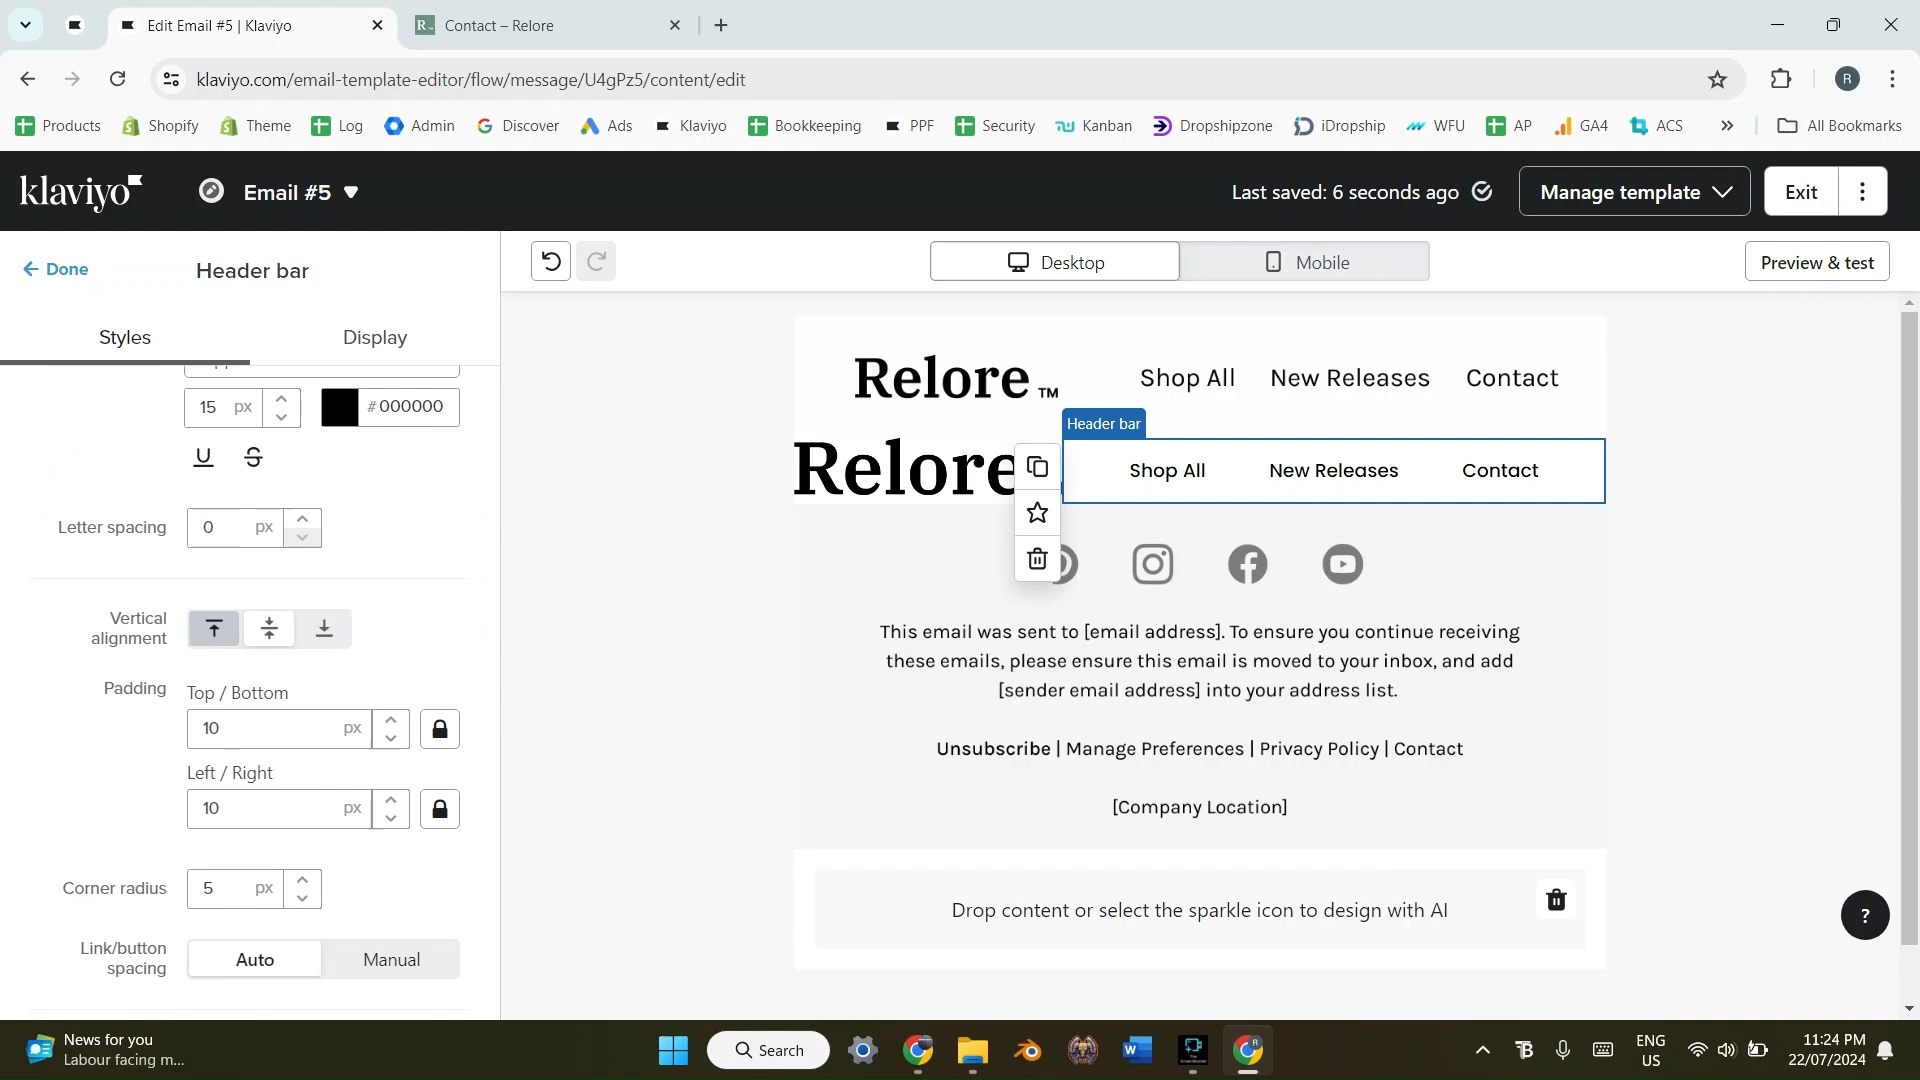 Edit Email #5 | Klaviyo
Contact – Relore
klaviyo.com/email-template-editor/flow/message/U4gPz5/content/edit
R
Products
Shopify
Theme
Log
Admin
Discover
Ads
Klaviyo
Bookkeeping
PPF
Security
Kanban
Dropshipzone
iDropship
WFU
AP
GA4
ACS
All Bookmarks
klaviyo
Email #5
Last saved: 6 seconds ago
Manage template
Exit
Done
Header bar
Desktop
Mobile
Preview & test
Styles
Display
15 px
# 000000
Letter spacing
0 px
Vertical
alignment
Padding
Top / Bottom
10 px
Left / Right
10 px
Corner radius
5 px
Link/button
spacing
Auto
Manual
Relore ™
Shop All
New Releases
Contact
Header bar
Relore
Shop All
New Releases
Contact
This email was sent to [email address]. To ensure you continue receiving
these emails, please ensure this email is moved to your inbox, and add
[sender email address] into your address list.
Unsubscribe | Manage Preferences | Privacy Policy | Contact
[Company Location]
Drop content or select the sparkle icon to design with AI
?
News for you
Labour facing m...
Search
ENG
US
11:24 PM
22/07/2024